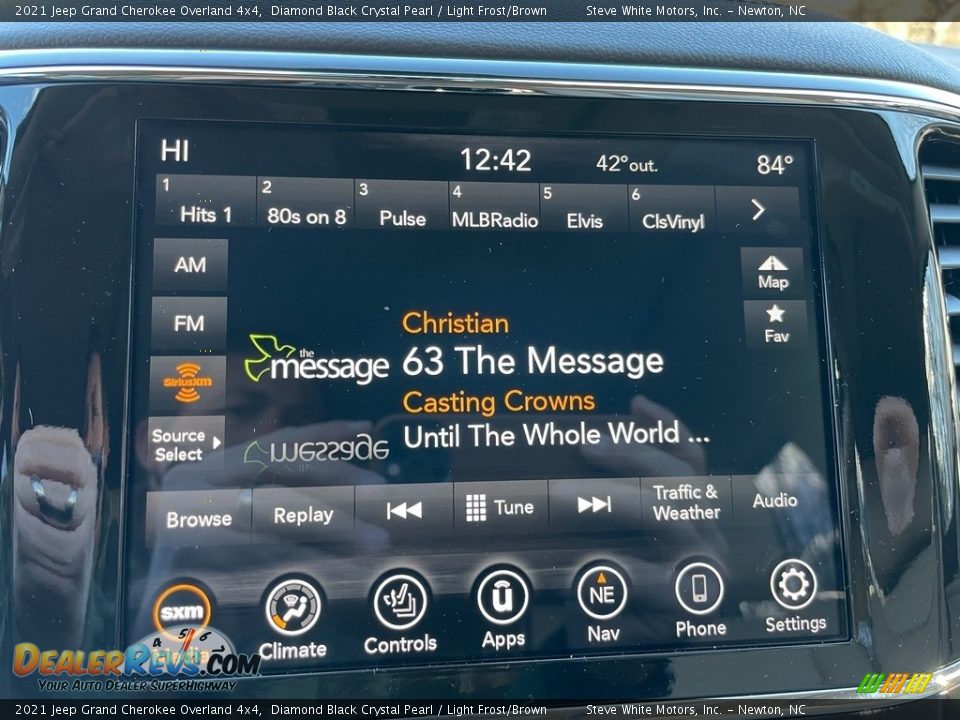 2021 Jeep Grand Cherokee Overland 4x4,  Diamond Black Crystal Pearl / Light Frost/Brown    Steve White Motors, Inc. – Newton, NC
HI 12:42 42° out. 84°
1 Hits 1 2 80s on 8 3 Pulse 4 MLBRadio 5 Elvis 6 ClsVinyl
AM
Map
FM
Fav
Christian
the message 63 The Message
SiriusXM
Casting Crowns
Source Select
message Until The Whole World ...
Browse Replay Tune Traffic & Weather Audio
sxm NE
Climate Controls Apps Nav Phone Settings
4 5 6
DealerRevs.com
Your Auto Dealer SuperHighway
2021 Jeep Grand Cherokee Overland 4x4,  Diamond Black Crystal Pearl / Light Frost/Brown    Steve White Motors, Inc. – Newton, NC